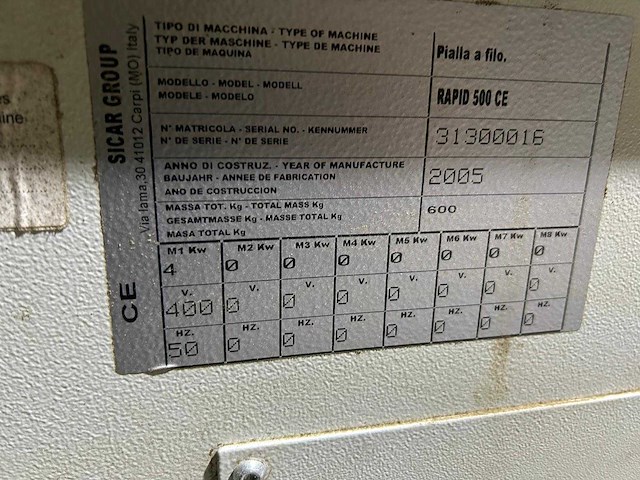 es
ine
SICAR GROUP
Via lama,30 41012 Carpi (MO) Italy
CE
TIPO DI MACCHINA - TYPE OF MACHINE
TYP DER MASCHINE - TYPE DE MACHINE
TIPO DE MAQUINA
Pialla a filo.
MODELLO - MODEL - MODELL
MODELE - MODELO
RAPID 500 CE
N° MATRICOLA - SERIAL NO. - KENNUMMER
N° DE SERIE - N° DE SERIE
31300016
ANNO DI COSTRUZ. - YEAR OF MANUFACTURE
BAUJAHR - ANNEE DE FABRICATION
ANO DE COSTRUCCION
2005
MASSA TOT. Kg - TOTAL MASS Kg
GESAMTMASSE Kg - MASSE TOTAL Kg
MASA TOTAL Kg
600
M1 Kw M2 Kw M3 Kw M4 Kw M5 Kw M6 Kw M7 Kw M8 Kw
4 0 0 0 0 0 0 0
V. V. V. V. V. V. V. V.
400 0 0 0 0 0 0 0
HZ. HZ. HZ. HZ. HZ. HZ. HZ. HZ.
50 0 0 0 0 0 0 0